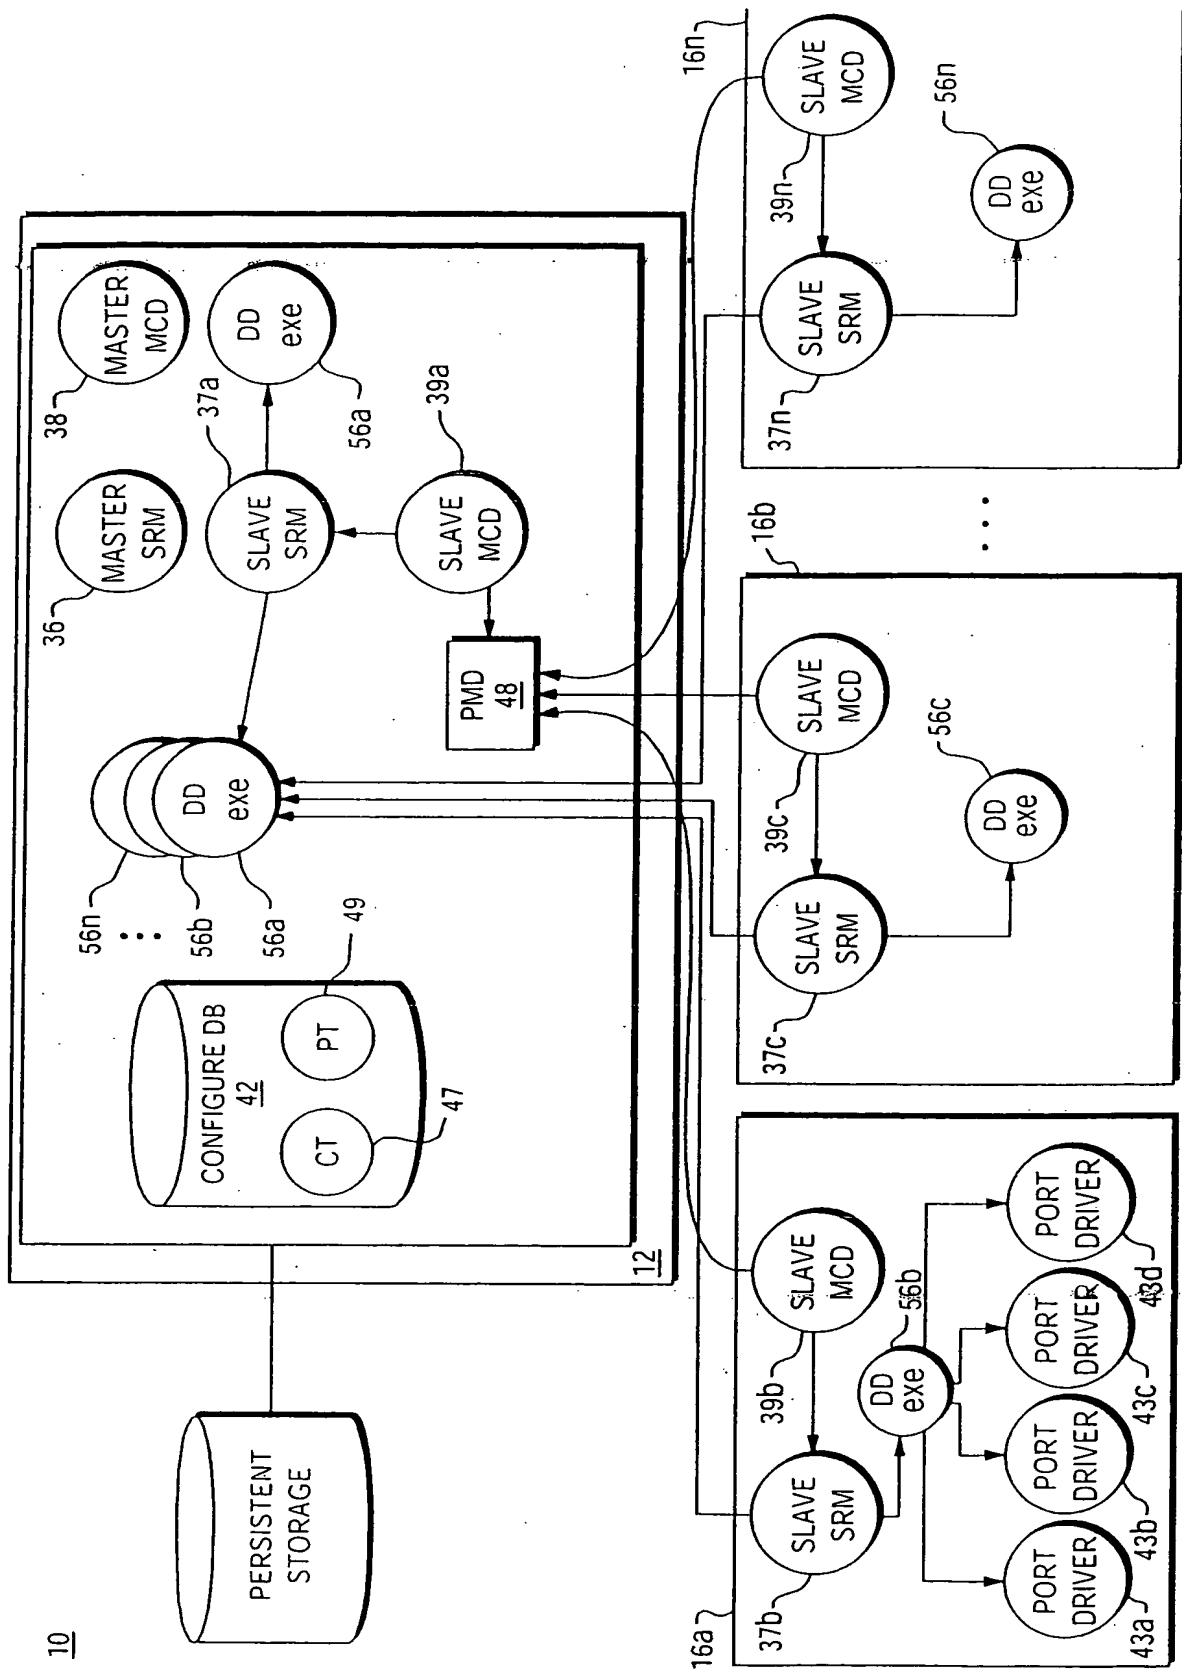 10
PERSISTENT
STORAGE
12
CONFIGURE DB
42
CT
PT
47
49
56n
56b
56a
DD
exe
MASTER
SRM
36
MASTER
MCD
38
SLAVE
SRM
37a
DD
exe
56a
SLAVE
MCD
39a
PMD
48
16a
SLAVE
SRM
37b
SLAVE
MCD
39b
DD
exe
56b
PORT
DRIVER
43a
PORT
DRIVER
43b
PORT
DRIVER
43c
PORT
DRIVER
43d
16b
SLAVE
SRM
37c
SLAVE
MCD
39c
DD
exe
56c
16n
SLAVE
SRM
37n
SLAVE
MCD
39n
DD
exe
56n